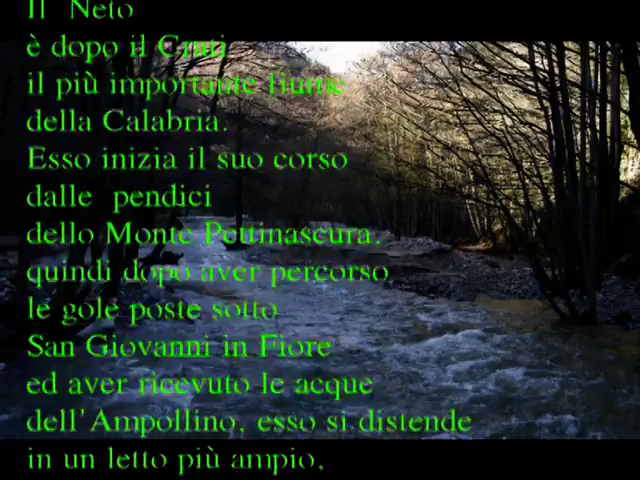 Il Neto
è dopo il Crati
il più importante fiume
della Calabria.
Esso inizia il suo corso
dalle pendici
dello Monte Pettinascura,
quindi dopo aver percorso
le gole poste sotto
San Giovanni in Fiore
ed aver ricevuto le acque
dell'Ampollino, esso si distende
in un letto più ampio,